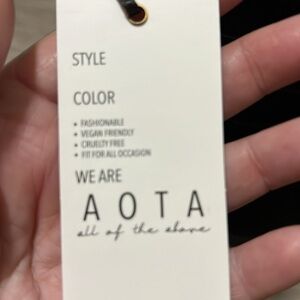 STYLE
COLOR
• FASHIONABLE
• VEGAN FRIENDLY
• CRUELTY FREE
• FIT FOR ALL OCCASION
WE ARE
AOTA
all of the above